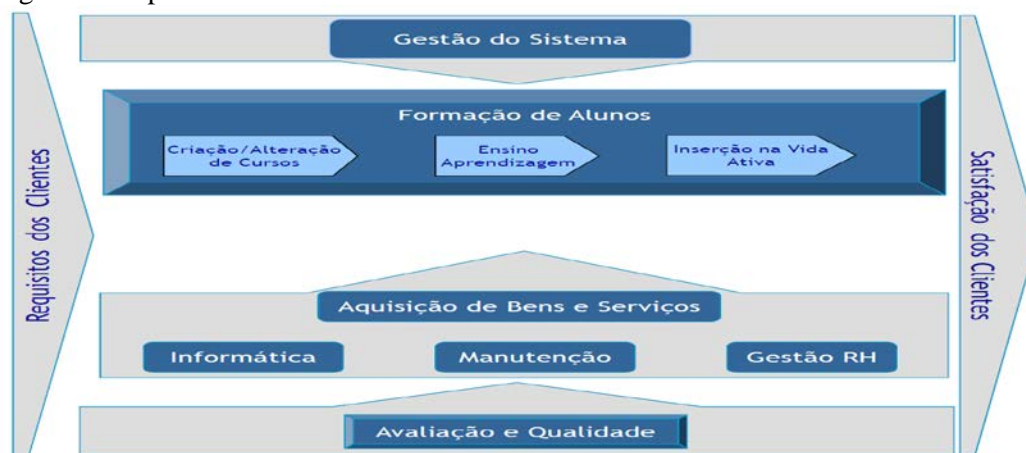 Gestão do Sistema
Formação de Alunos
Criação/Alteração
de Cursos
Ensino
Aprendizagem
Inserção na Vida
Ativa
Requisitos dos Clientes
Satisfação dos Clientes
Aquisição de Bens e Serviços
Informática
Manutenção
Gestão RH
Avaliação e Qualidade